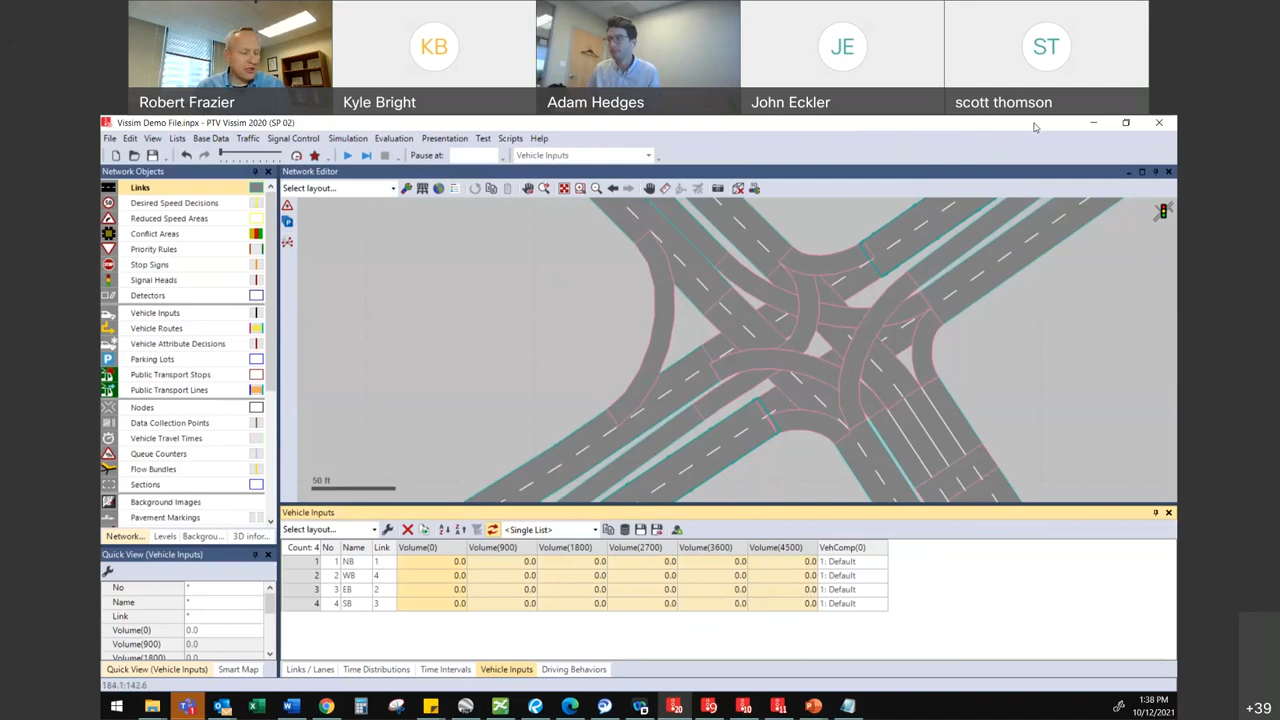 KB
JE
ST
Robert Frazier
Kyle Bright
Adam Hedges
John Eckler
scott thomson
Vissim Demo File.inpx - PTV Vissim 2020 (SP 02)
File Edit View Lists Base Data Traffic Signal Control Simulation Evaluation Presentation Test Scripts Help
Pause at: Vehicle Inputs
Network Objects
Links
Desired Speed Decisions
Reduced Speed Areas
Conflict Areas
Priority Rules
Stop Signs
Signal Heads
Detectors
Vehicle Inputs
Vehicle Routes
Vehicle Attribute Decisions
Parking Lots
Public Transport Stops
Public Transport Lines
Nodes
Data Collection Points
Vehicle Travel Times
Queue Counters
Flow Bundles
Sections
Background Images
Pavement Markings
Network... Levels Backgrou... 3D infor...
Quick View (Vehicle Inputs)
No *
Name *
Link *
Volume(0) 0.0
Volume(900) 0.0
Volume(1800) 0.0
Quick View (Vehicle Inputs) Smart Map
184.1:142.6
Network Editor
Select layout...
50 ft
Vehicle Inputs
Select layout... <Single List>
Count: 4 No Name Link Volume(0) Volume(900) Volume(1800) Volume(2700) Volume(3600) Volume(4500) VehComp(0)
1 1 NB 1 0.0 0.0 0.0 0.0 0.0 0.0 1: Default
2 2 WB 4 0.0 0.0 0.0 0.0 0.0 0.0 1: Default
3 3 EB 2 0.0 0.0 0.0 0.0 0.0 0.0 1: Default
4 4 SB 3 0.0 0.0 0.0 0.0 0.0 0.0 1: Default
Links / Lanes Time Distributions Time Intervals Vehicle Inputs Driving Behaviors
1:38 PM
10/12/2021
+39